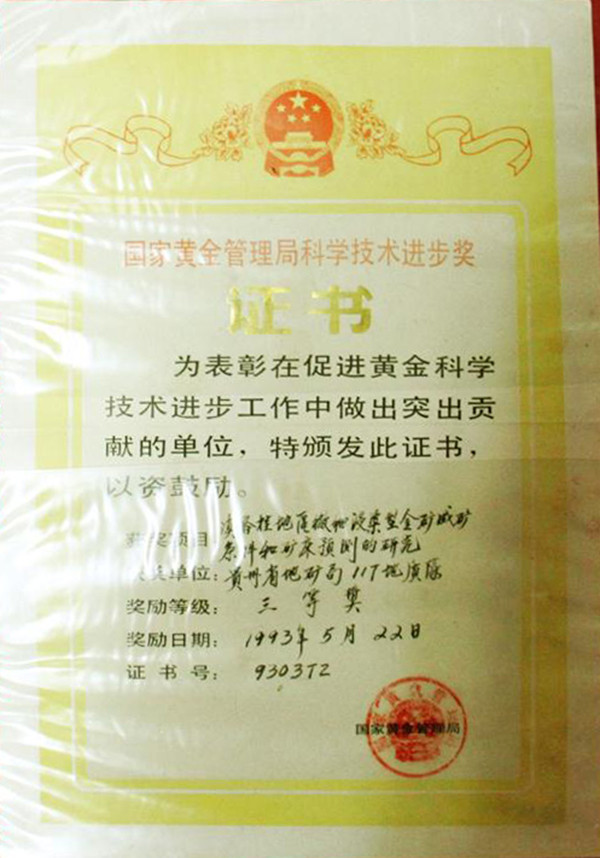 国家黄金管理局科学技术进步奖
证书
为表彰在促进黄金科学
技术进步工作中做出突出贡
献的单位，特颁发此证书，
以资鼓励。
获奖项目：滇黔桂地区微细浸染型金矿成矿
条件和矿床预测的研究
获奖单位：贵州省地矿局117地质队
奖励等级：三等奖
奖励日期：1993年5月22日
证书号：930372
国家黄金管理局